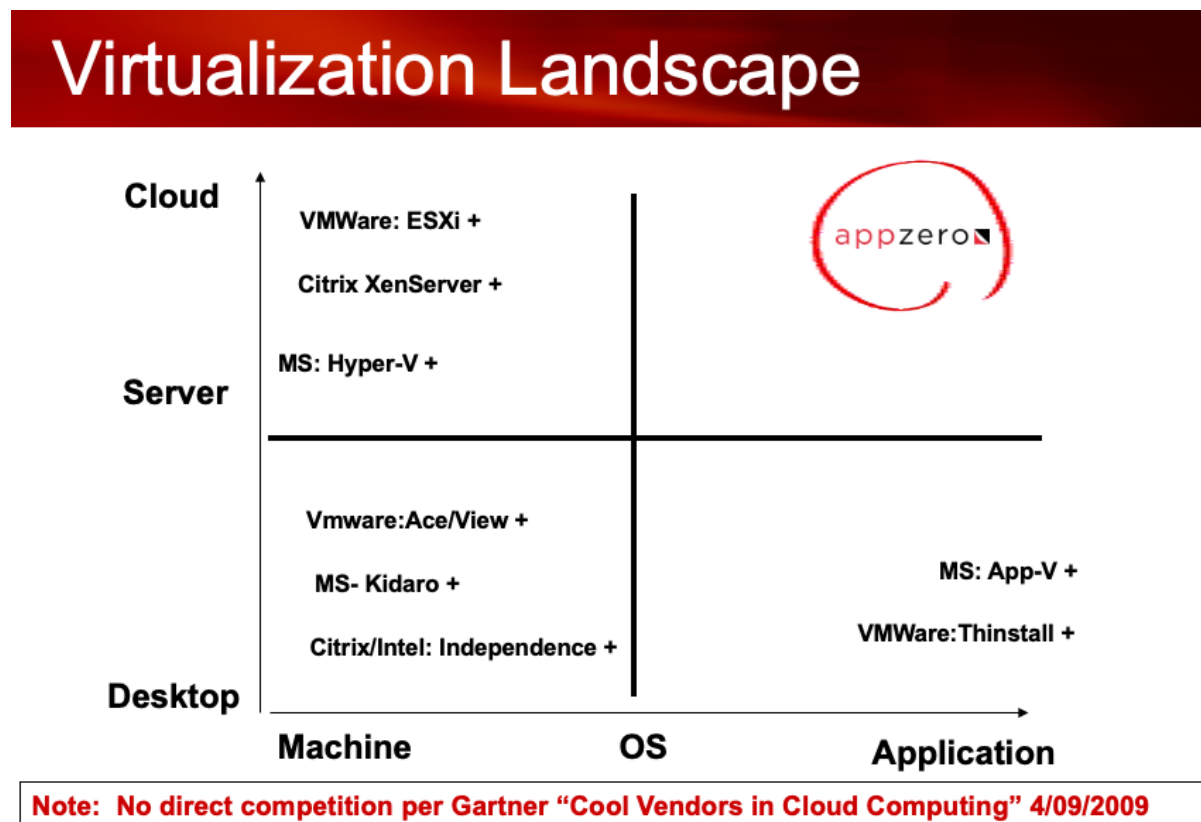 Virtualization Landscape
Cloud
VMWare: ESXi +
appzero
Citrix XenServer +
MS: Hyper-V +
Server
Vmware:Ace/View +
MS: App-V +
MS- Kidaro +
VMWare:Thinstall +
Citrix/Intel: Independence +
Desktop
Machine
OS
Application
Note: No direct competition per Gartner “Cool Vendors in Cloud Computing” 4/09/2009